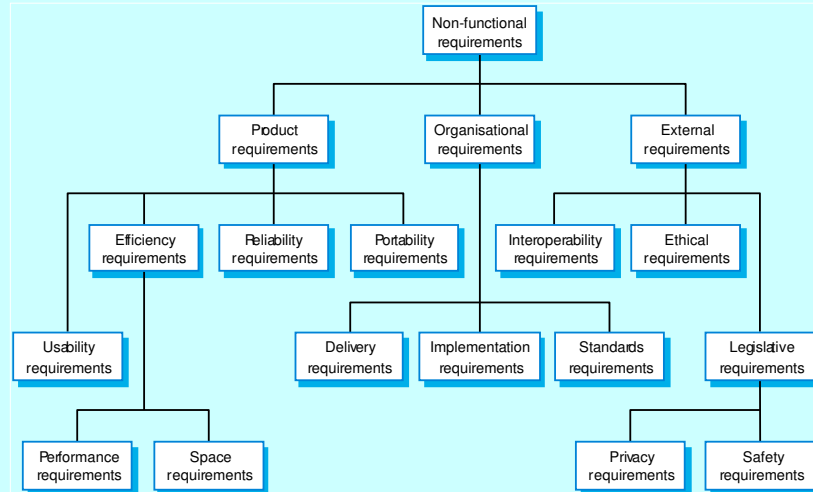 Non-functional
requirements
Product
requirements
Organisational
requirements
External
requirements
Efficiency
requirements
Reliability
requirements
Portability
requirements
Interoperability
requirements
Ethical
requirements
Usability
requirements
Delivery
requirements
Implementation
requirements
Standards
requirements
Legislative
requirements
Performance
requirements
Space
requirements
Privacy
requirements
Safety
requirements